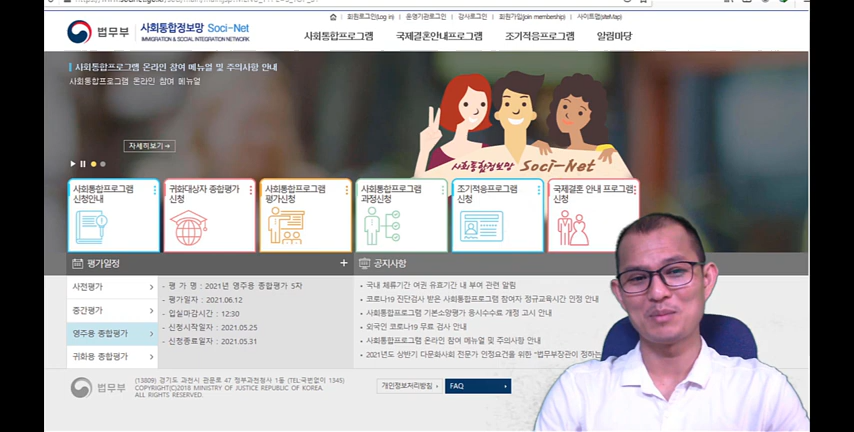 회원로그인(Log in) | 운영기관로그인 | 강사로그인 | 회원가입(join membership) | 사이트맵(siteMap)
법무부 사회통합정보망 Soci-Net
IMMIGRATION & SOCIAL INTEGRATION NETWORK
사회통합프로그램 국제결혼안내프로그램 조기적응프로그램 알림마당
사회통합프로그램 온라인 참여 메뉴얼 및 주의사항 안내
사회통합프로그램 온라인 참여 메뉴얼
자세히보기
사회통합정보망 Soci-Net
사회통합프로그램
신청안내
귀화대상자 종합평가
신청
사회통합프로그램
평가신청
사회통합프로그램
과정신청
조기적응프로그램
신청
국제결혼 안내 프로그램
신청
평가일정 +
사전평가
중간평가
영주용 종합평가
귀화용 종합평가
- 평 가 명 : 2021년 영주용 종합평가 5차
- 평가일자 : 2021.06.12
- 입실마감시간 : 12:30
- 신청시작일자 : 2021.05.25
- 신청종료일자 : 2021.05.31
공지사항
국내 체류기간 여권 유효기간 내 부여 관련 알림
코로나19 진단검사 받은 사회통합프로그램 참여자 정규교육시간 인정 안내
사회통합프로그램 기본소양평가 응시수수료 개정 고시 안내
외국인 코로나19 무료 검사 안내
사회통합프로그램 온라인 참여 메뉴얼 및 주의사항 안내
2021년도 상반기 다문화사회 전문가 인정요건을 위한 "법무부장관이 정하는
법무부
(13809) 경기도 과천시 관문로 47 정부과천청사 1동 (TEL:국번없이 1345)
COPYRIGHT(C)2018 MINISTRY OF JUSTICE REPUBLIC OF KOREA.
ALL RIGHTS RESERVED.
개인정보처리방침
FAQ